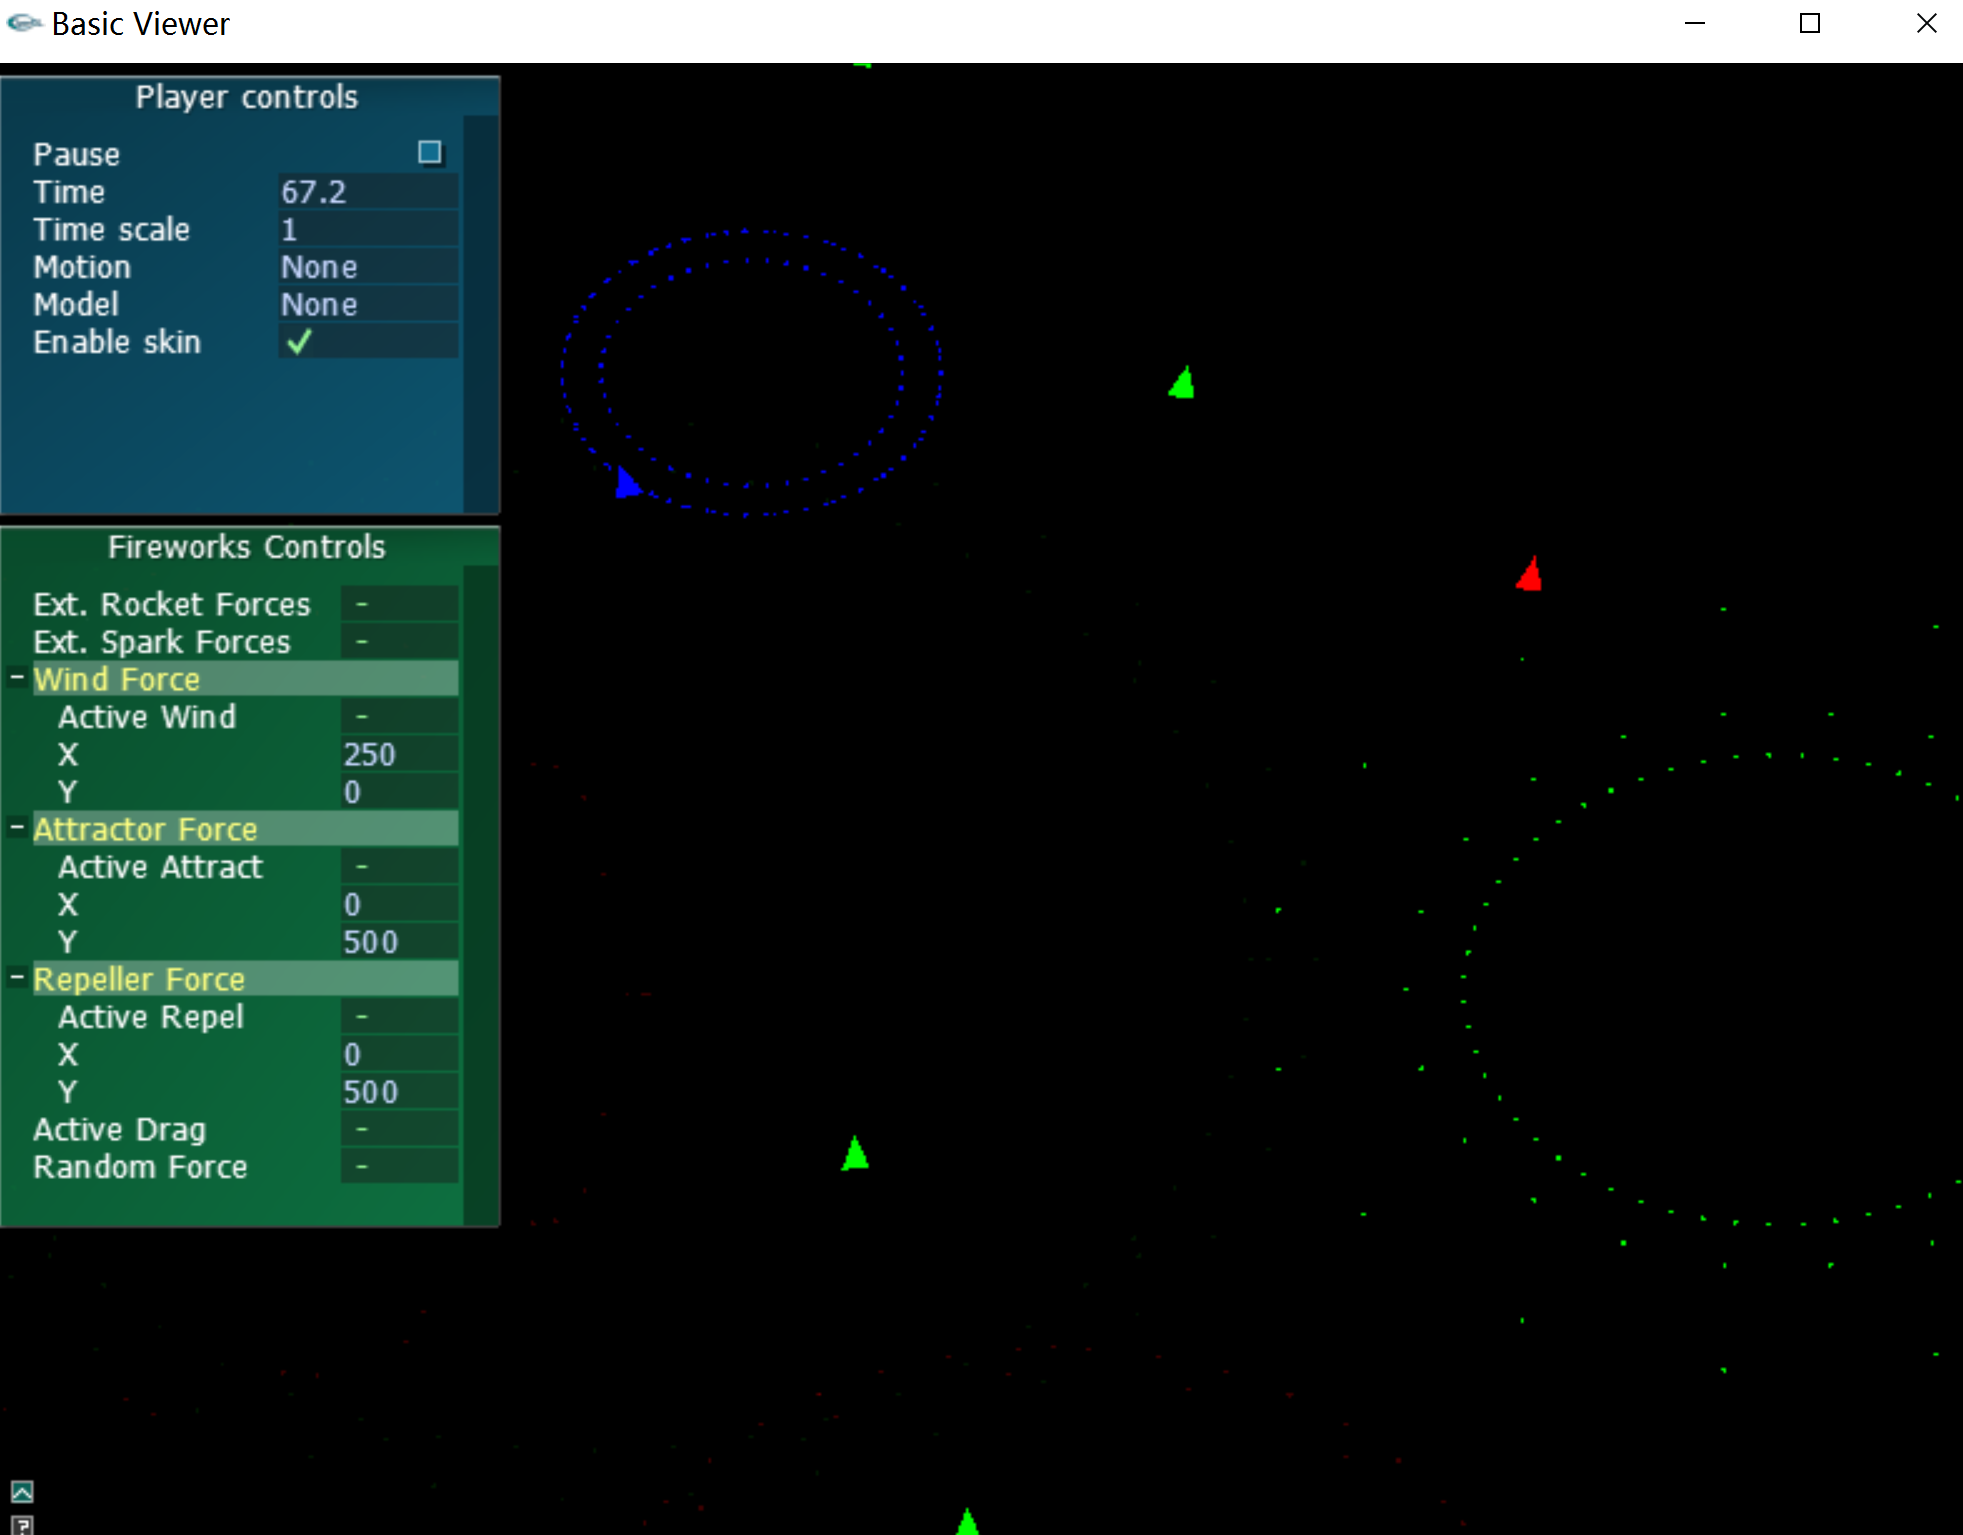 Basic Viewer
Player controls
Pause
Time 67.2
Time scale 1
Motion None
Model None
Enable skin
Fireworks Controls
Ext. Rocket Forces -
Ext. Spark Forces -
- Wind Force
Active Wind -
X 250
Y 0
- Attractor Force
Active Attract -
X 0
Y 500
- Repeller Force
Active Repel -
X 0
Y 500
Active Drag -
Random Force -
?